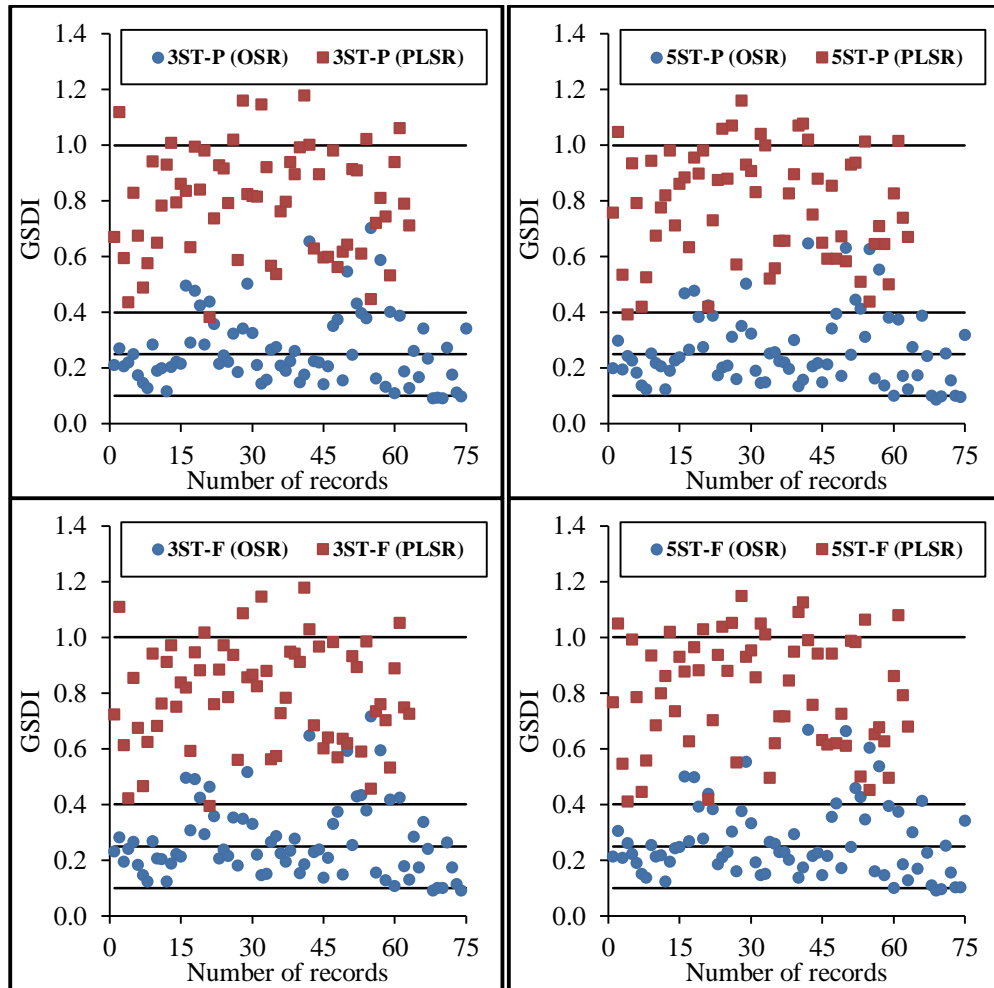 3ST-P (OSR) 3ST-P (PLSR)
GSDI
1.4
1.2
1.0
0.8
0.6
0.4
0.2
0.0
0 15 30 45 60 75
Number of records
5ST-P (OSR) 5ST-P (PLSR)
GSDI
1.4
1.2
1.0
0.8
0.6
0.4
0.2
0.0
0 15 30 45 60 75
Number of records
3ST-F (OSR) 3ST-F (PLSR)
GSDI
1.4
1.2
1.0
0.8
0.6
0.4
0.2
0.0
0 15 30 45 60 75
Number of records
5ST-F (OSR) 5ST-F (PLSR)
GSDI
1.4
1.2
1.0
0.8
0.6
0.4
0.2
0.0
0 15 30 45 60 75
Number of records